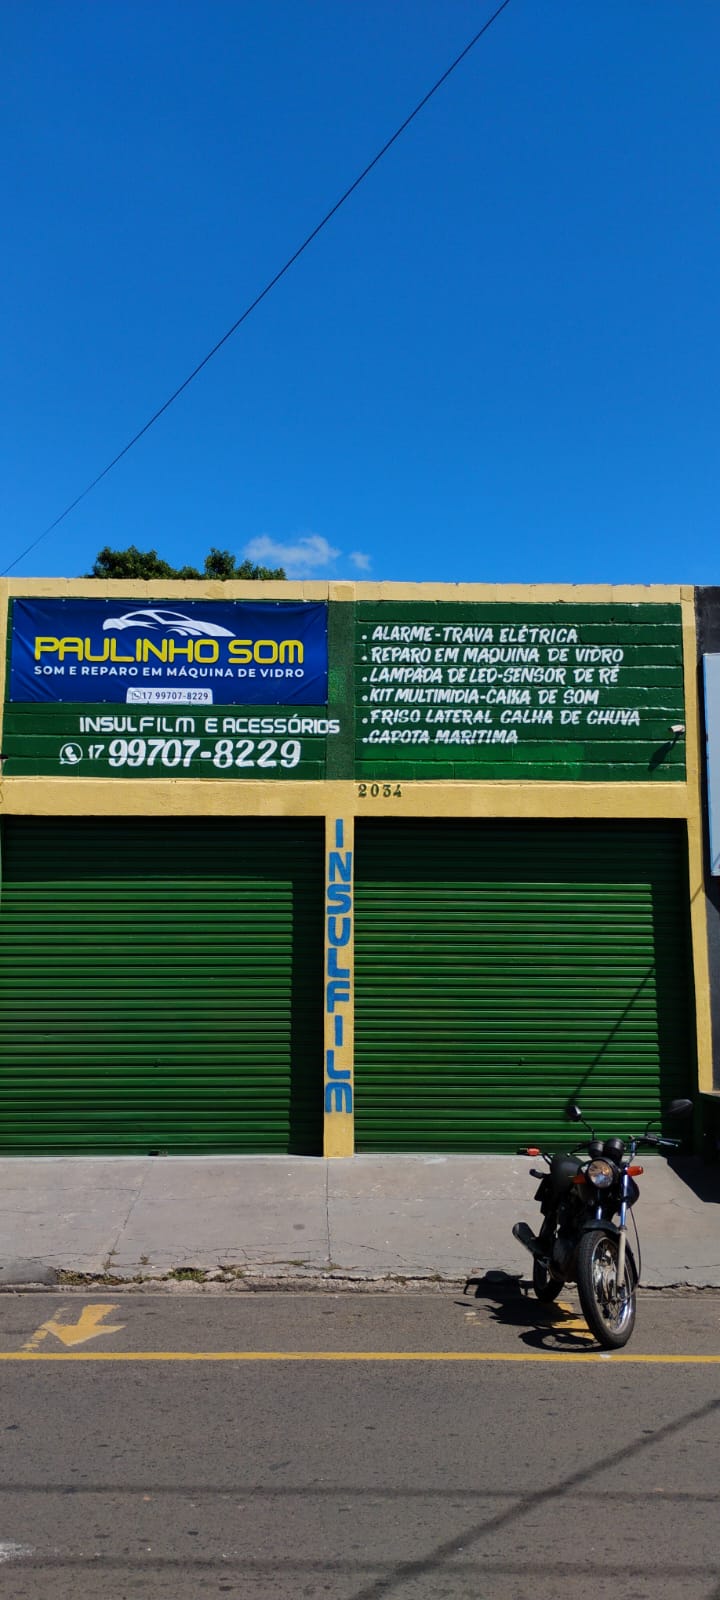 PAULINHO SOM
SOM E REPARO EM MÁQUINA DE VIDRO
17 99707-8229
INSULFILM E ACESSÓRIOS
17 99707-8229
. ALARME-TRAVA ELÉTRICA
. REPARO EM MAQUINA DE VIDRO
. LAMPADA DE LED-SENSOR DE RÉ
. KIT MULTIMIDIA-CAIXA DE SOM
. FRISO LATERAL CALHA DE CHUVA
. CAPOTA MARITIMA
2034
INSULFILM